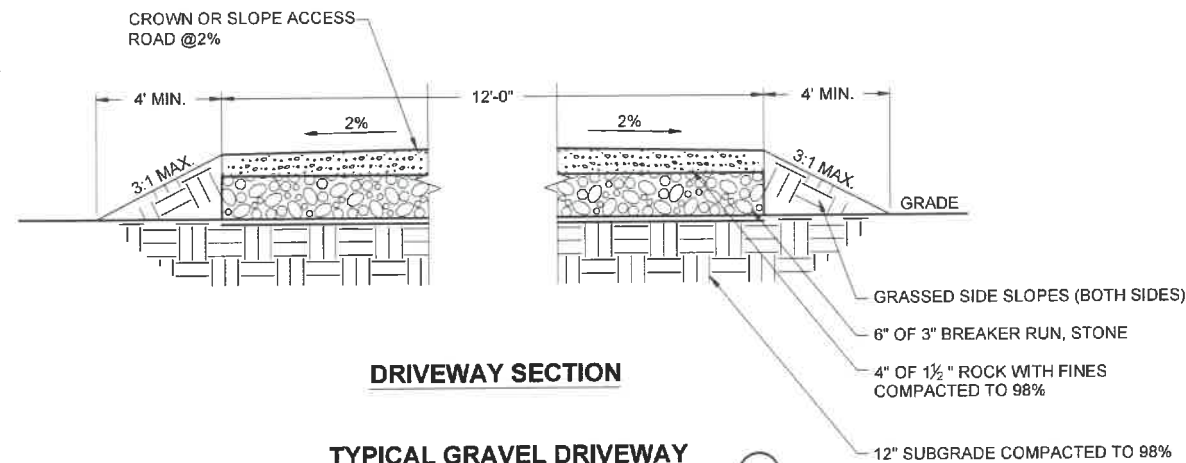 CROWN OR SLOPE ACCESS
ROAD @2%
4' MIN.
12'-0"
4' MIN.
2%
2%
3:1 MAX.
3:1 MAX.
GRADE
GRASSED SIDE SLOPES (BOTH SIDES)
6" OF 3" BREAKER RUN, STONE
4" OF 1½" ROCK WITH FINES
COMPACTED TO 98%
12" SUBGRADE COMPACTED TO 98%
DRIVEWAY SECTION
TYPICAL GRAVEL DRIVEWAY